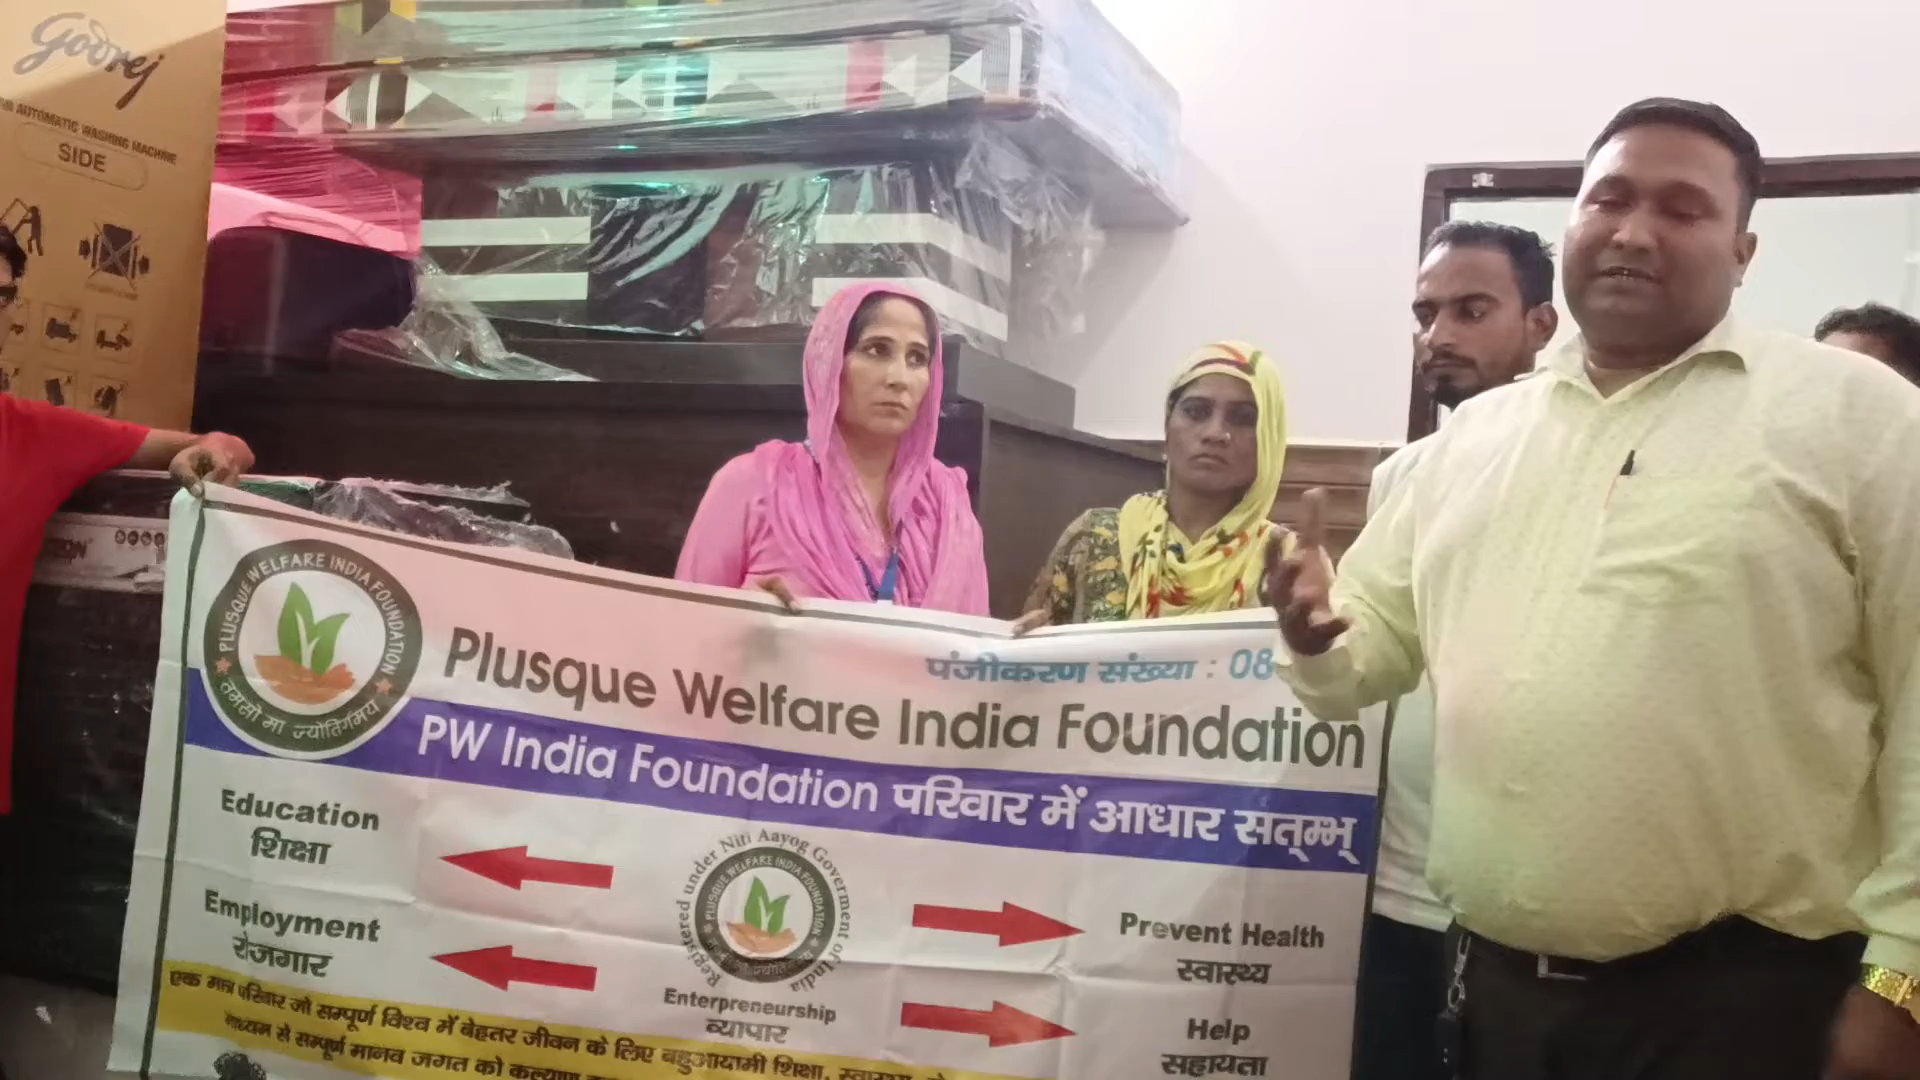 Godrej
AUTOMATIC WASHING MACHINE
SIDE
PLUSQUE WELFARE INDIA FOUNDATION
तमसो मा ज्योतिर्गमय
पंजीकरण संख्या : 08
Plusque Welfare India Foundation
PW India Foundation परिवार में आधार सत्म्भ्
Education
शिक्षा
Employment
रोजगार
Registered under Niti Aayog Goverment of India
PLUSQUE WELFARE INDIA FOUNDATION
Enterpreneurship
व्यापार
Prevent Health
स्वास्थ्य
Help
सहायता
एक मात्र परिवार जो सम्पूर्ण विश्व में बेहतर जीवन के लिए बहुआयामी शिक्षा,
माध्यम से सम्पूर्ण मानव जगत को कल्याण